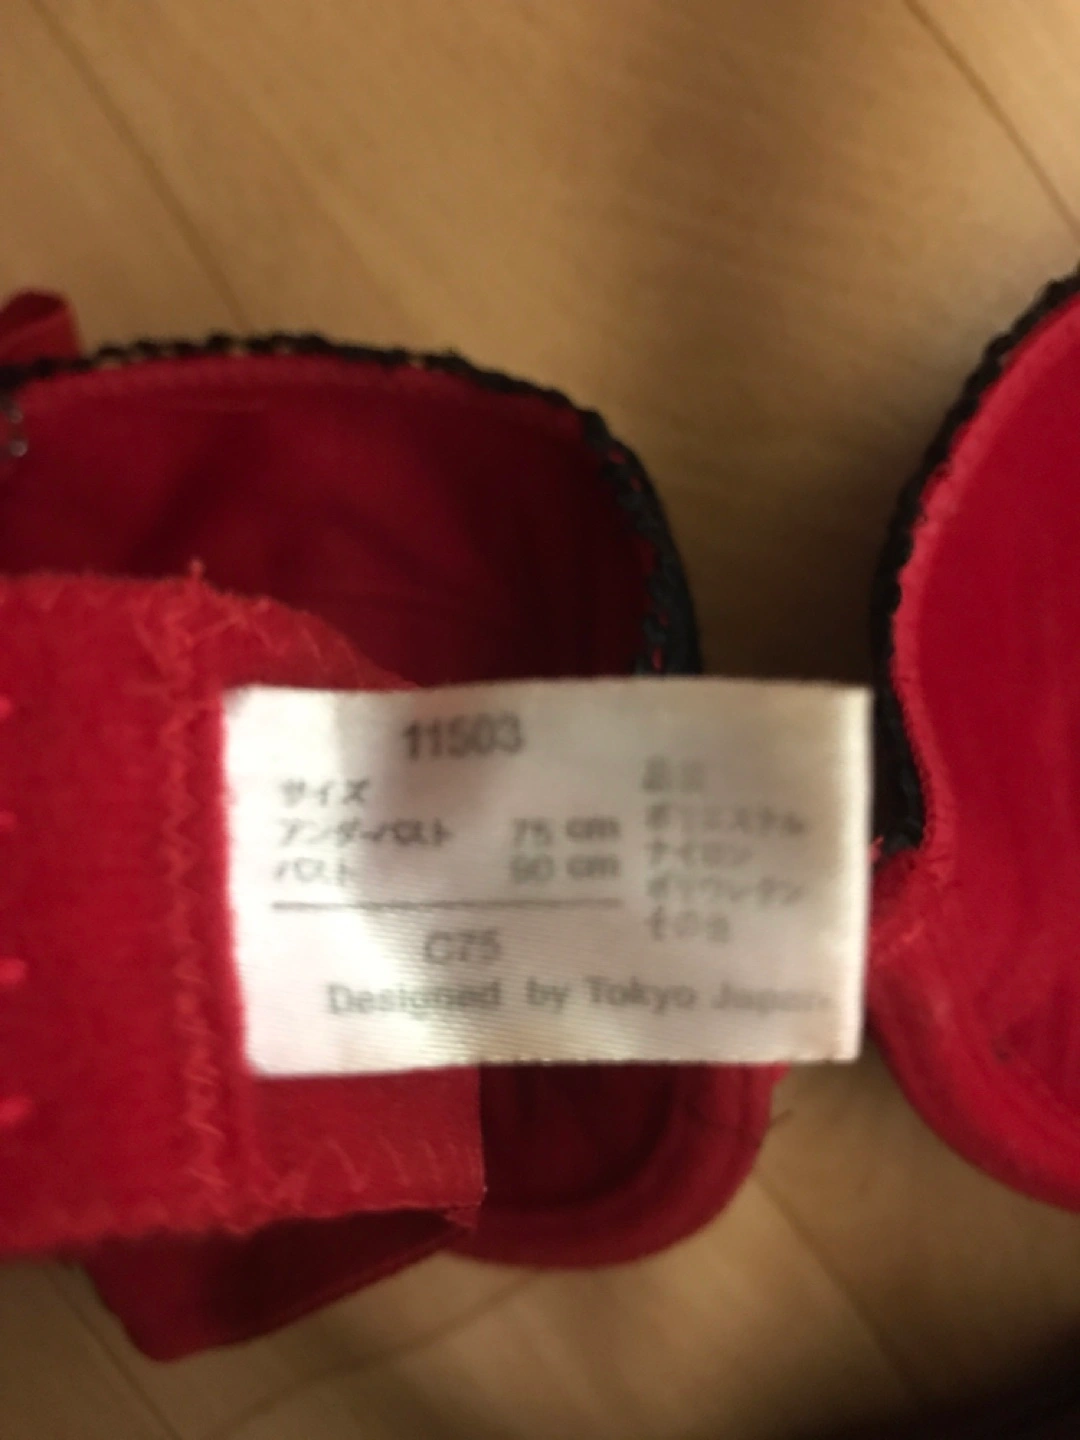 11503
サイズ
アンダーバスト 75 cm
バスト 90 cm
C75
Designed by Tokyo Japan.
品質
ポリエステル
ナイロン
ポリウレタン
その他